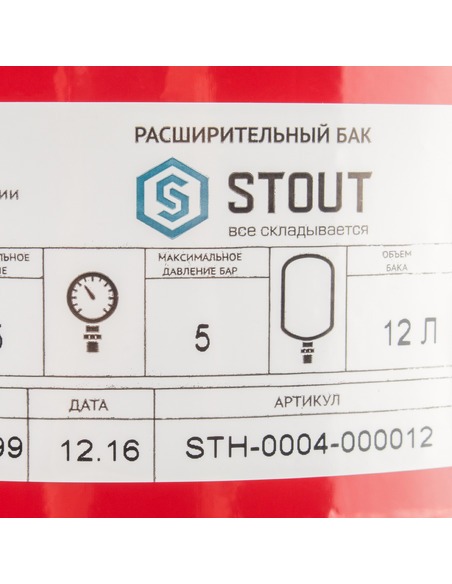 РАСШИРИТЕЛЬНЫЙ БАК
STOUT
все складывается
МАКСИМАЛЬНОЕ
ДАВЛЕНИЕ БАР
5
ОБЪЕМ
БАКА
12 Л
ДАТА
12.16
АРТИКУЛ
STH-0004-000012